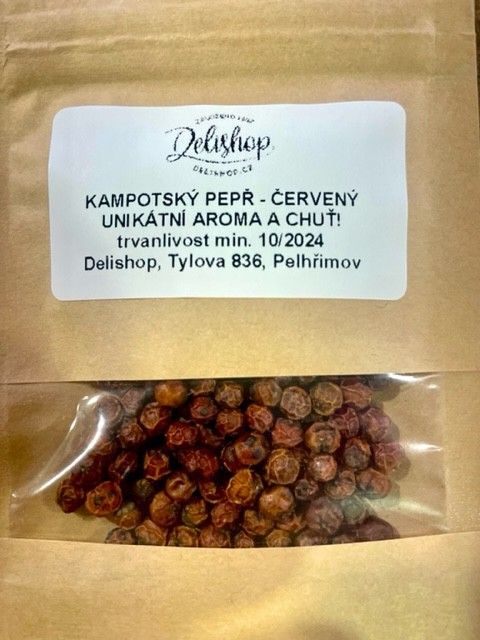 Delishop
DELISHOP.CZ
KAMPOTSKÝ PEPŘ - ČERVENÝ
UNIKÁTNÍ AROMA A CHUŤ!
trvanlivost min. 10/2024
Delishop, Tylova 836, Pelhřimov